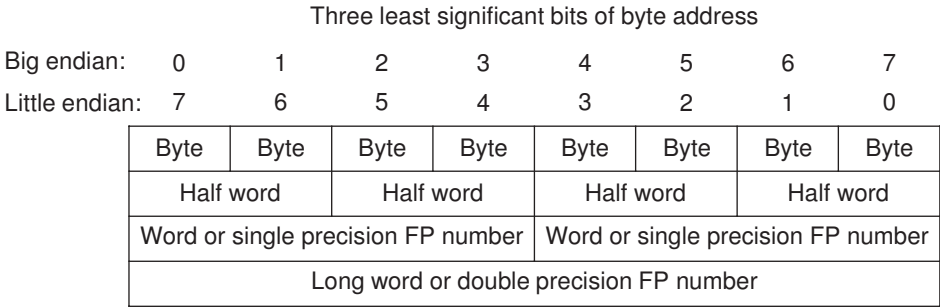 Three least significant bits of byte address
Big endian: 0 1 2 3 4 5 6 7
Little endian: 7 6 5 4 3 2 1 0
Byte Byte Byte Byte Byte Byte Byte Byte
Half word Half word Half word Half word
Word or single precision FP number Word or single precision FP number
Long word or double precision FP number